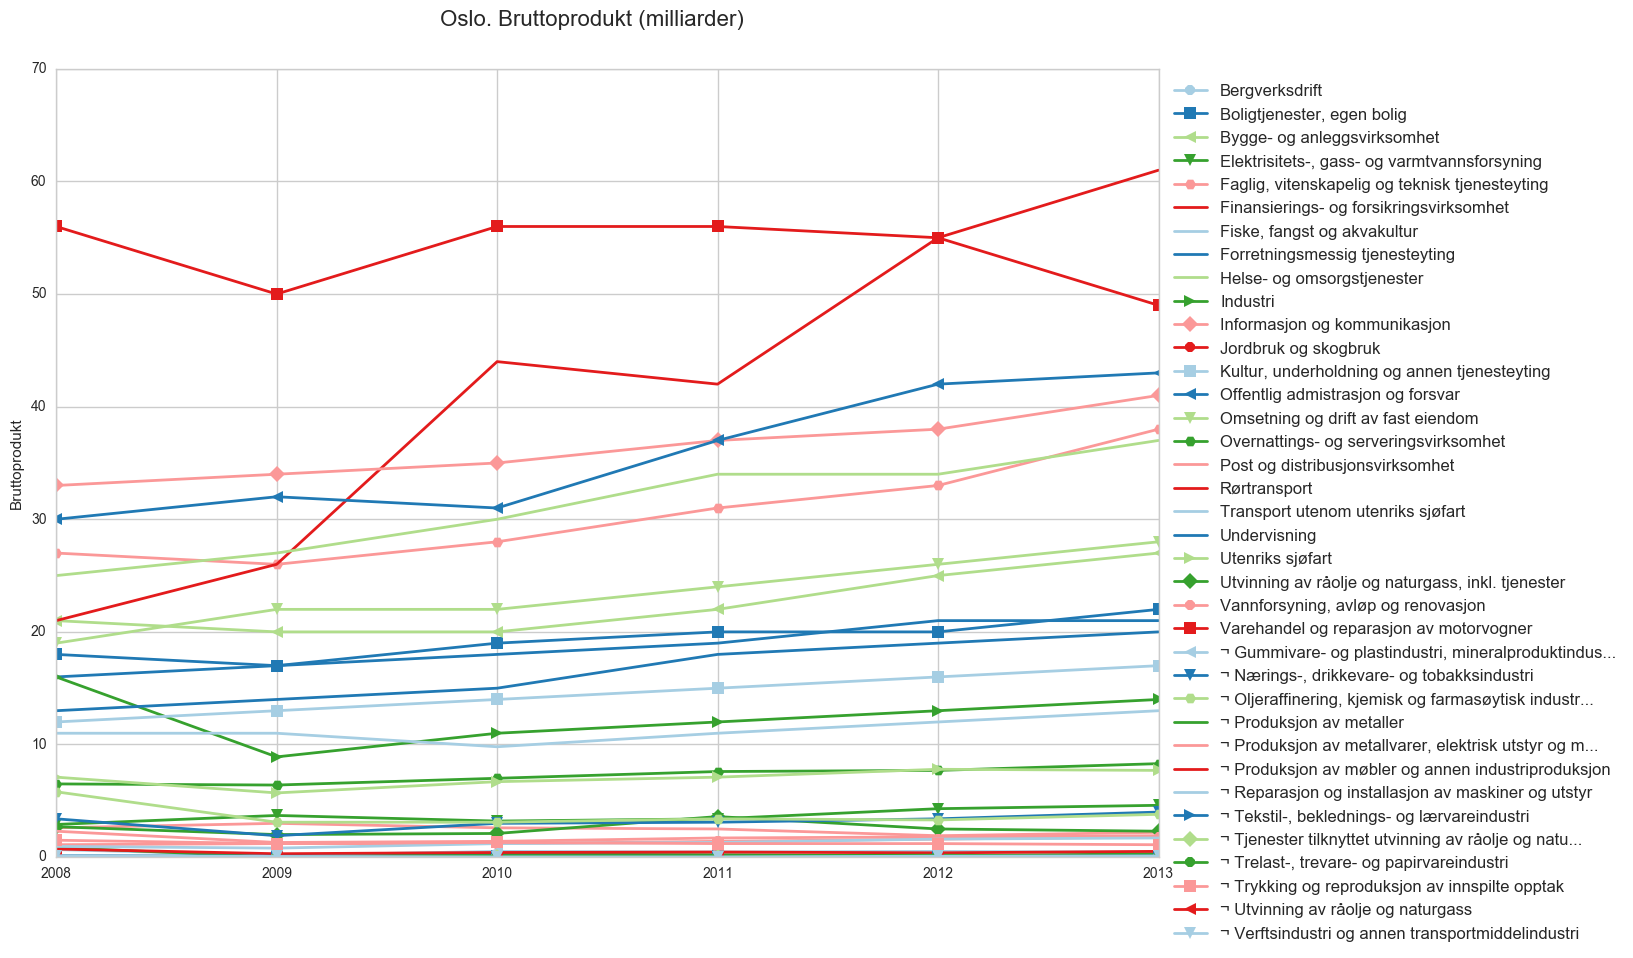 Oslo. Bruttoprodukt (milliarder)
70
60
50
40
30
20
10
0
Bruttoprodukt
2008 2009 2010 2011 2012 2013
Bergverksdrift
Boligtjenester, egen bolig
Bygge- og anleggsvirksomhet
Elektrisitets-, gass- og varmtvannsforsyning
Faglig, vitenskapelig og teknisk tjenesteyting
Finansierings- og forsikringsvirksomhet
Fiske, fangst og akvakultur
Forretningsmessig tjenesteyting
Helse- og omsorgstjenester
Industri
Informasjon og kommunikasjon
Jordbruk og skogbruk
Kultur, underholdning og annen tjenesteyting
Offentlig admistrasjon og forsvar
Omsetning og drift av fast eiendom
Overnattings- og serveringsvirksomhet
Post og distribusjonsvirksomhet
Rørtransport
Transport utenom utenriks sjøfart
Undervisning
Utenriks sjøfart
Utvinning av råolje og naturgass, inkl. tjenester
Vannforsyning, avløp og renovasjon
Varehandel og reparasjon av motorvogner
¬ Gummivare- og plastindustri, mineralproduktindus...
¬ Nærings-, drikkevare- og tobakksindustri
¬ Oljeraffinering, kjemisk og farmasøytisk industr...
¬ Produksjon av metaller
¬ Produksjon av metallvarer, elektrisk utstyr og m...
¬ Produksjon av møbler og annen industriproduksjon
¬ Reparasjon og installasjon av maskiner og utstyr
¬ Tekstil-, beklednings- og lærvareindustri
¬ Tjenester tilknyttet utvinning av råolje og natu...
¬ Trelast-, trevare- og papirvareindustri
¬ Trykking og reproduksjon av innspilte opptak
¬ Utvinning av råolje og naturgass
¬ Verftsindustri og annen transportmiddelindustri